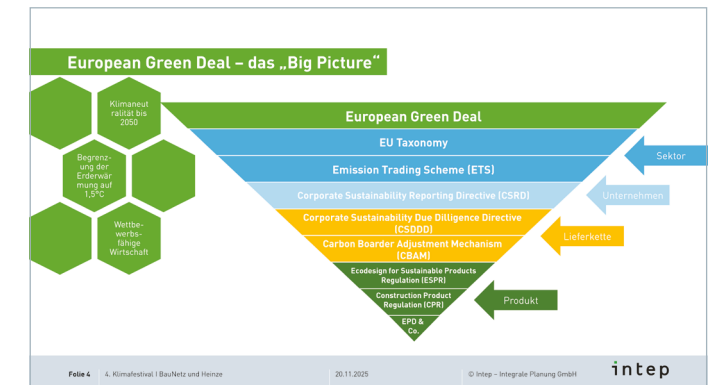 European Green Deal – das „Big Picture“
Klimaneut
ralität bis
2050
Begrenz-
ung der
Erderwär
mung auf
1,5°C
Wettbe-
werbs-
fähige
Wirtschaft
European Green Deal
EU Taxonomy
Emission Trading Scheme (ETS)
Corporate Sustainability Reporting Directive (CSRD)
Corporate Sustainability Due Dilligence Directive
(CSDDD)
Carbon Boarder Adjustment Mechanism
(CBAM)
Ecodesign for Sustainable Products
Regulation (ESPR)
Construction Product
Regulation (CPR)
EPD &
Co.
Sektor
Unternehmen
Lieferkette
Produkt
Folie 4 4. Klimafestival I BauNetz und Heinze 20.11.2025 © Intep – Integrale Planung GmbH intep